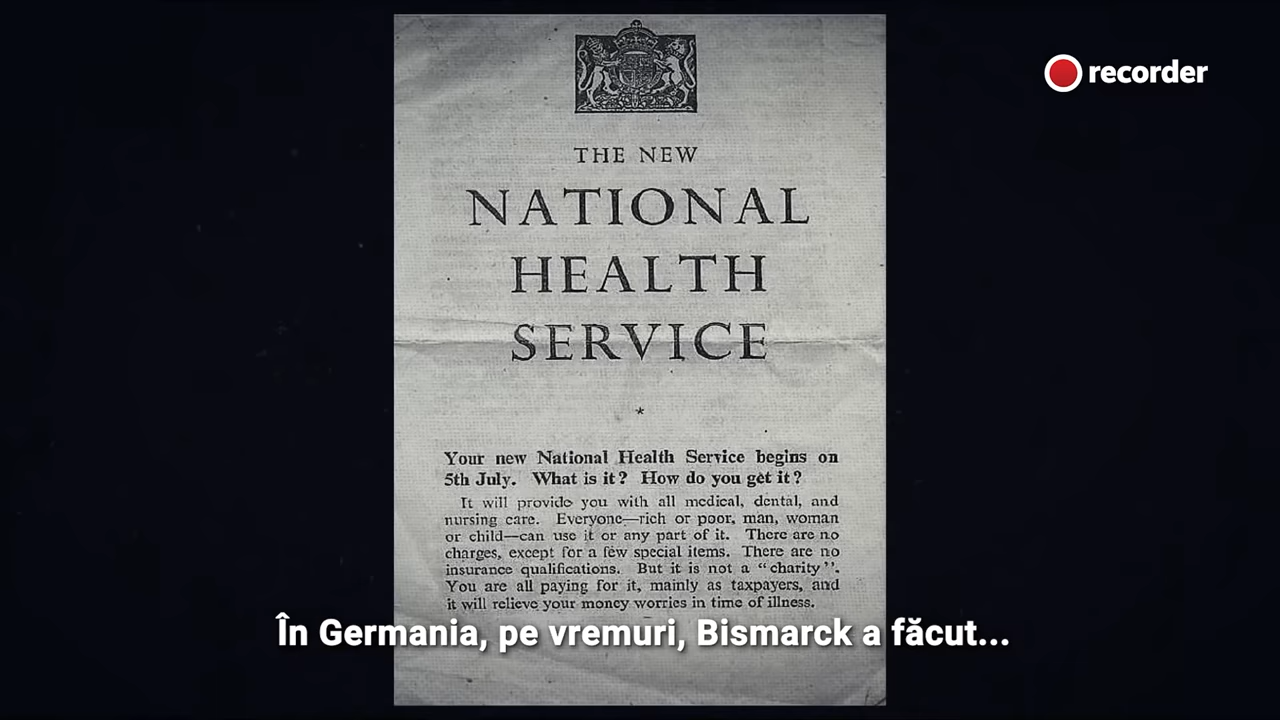 recorder
THE NEW
NATIONAL
HEALTH
SERVICE
*
Your new National Health Service begins on
5th July. What is it? How do you get it?
It will provide you with all medical, dental, and
nursing care. Everyone—rich or poor, man, woman
or child—can use it or any part of it. There are no
charges, except for a few special items. There are no
insurance qualifications. But it is not a “charity”.
You are all paying for it, mainly as taxpayers, and
it will relieve your money worries in time of illness.
În Germania, pe vremuri, Bismarck a făcut...